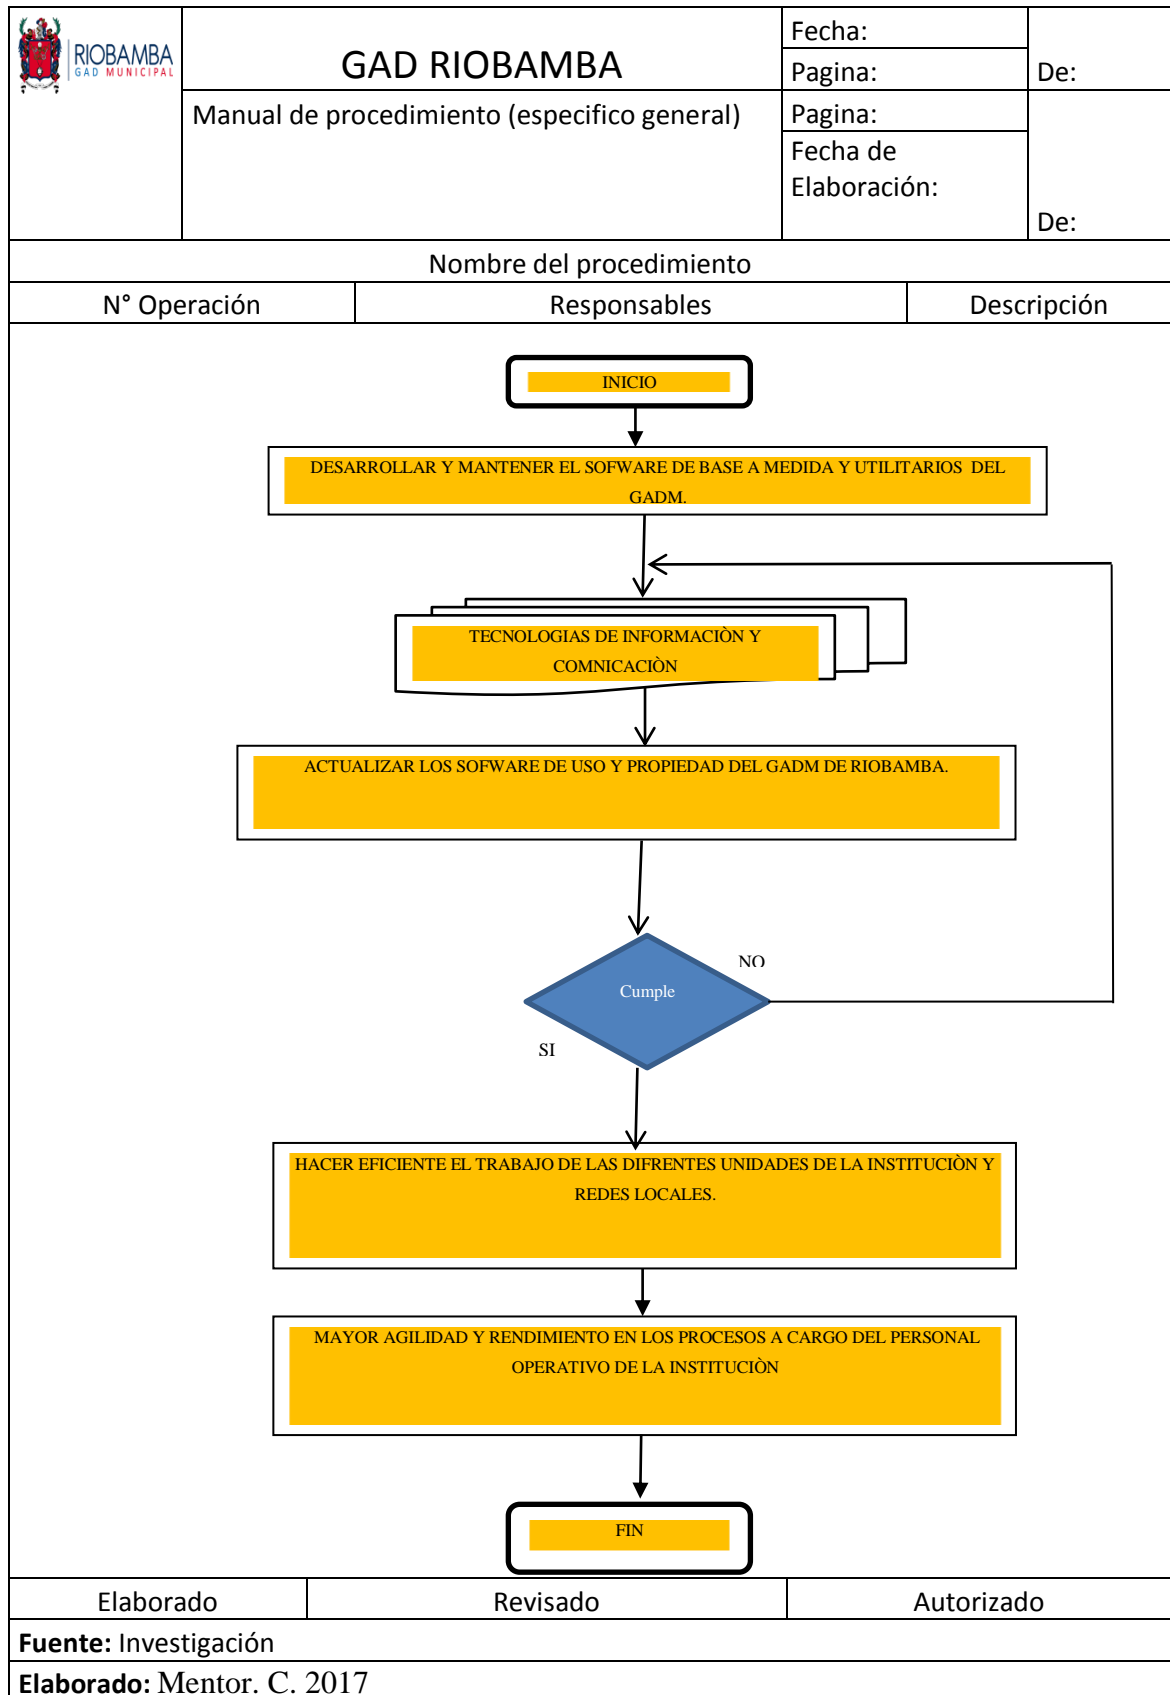 RIOBAMBA
GAD MUNICIPAL
GAD RIOBAMBA
Fecha:
Pagina:
De:
Manual de procedimiento (especifico general)
Pagina:
Fecha de
Elaboración:
De:
Nombre del procedimiento
N° Operación
Responsables
Descripción
INICIO
DESARROLLAR Y MANTENER EL SOFWARE DE BASE A MEDIDA Y UTILITARIOS DEL
GADM.
TECNOLOGIAS DE INFORMACIÒN Y
COMNICACIÒN
ACTUALIZAR LOS SOFWARE DE USO Y PROPIEDAD DEL GADM DE RIOBAMBA.
NO
Cumple
SI
HACER EFICIENTE EL TRABAJO DE LAS DIFRENTES UNIDADES DE LA INSTITUCIÒN Y
REDES LOCALES.
MAYOR AGILIDAD Y RENDIMIENTO EN LOS PROCESOS A CARGO DEL PERSONAL
OPERATIVO DE LA INSTITUCIÒN
FIN
Elaborado
Revisado
Autorizado
Fuente: Investigación
Elaborado: Mentor. C. 2017